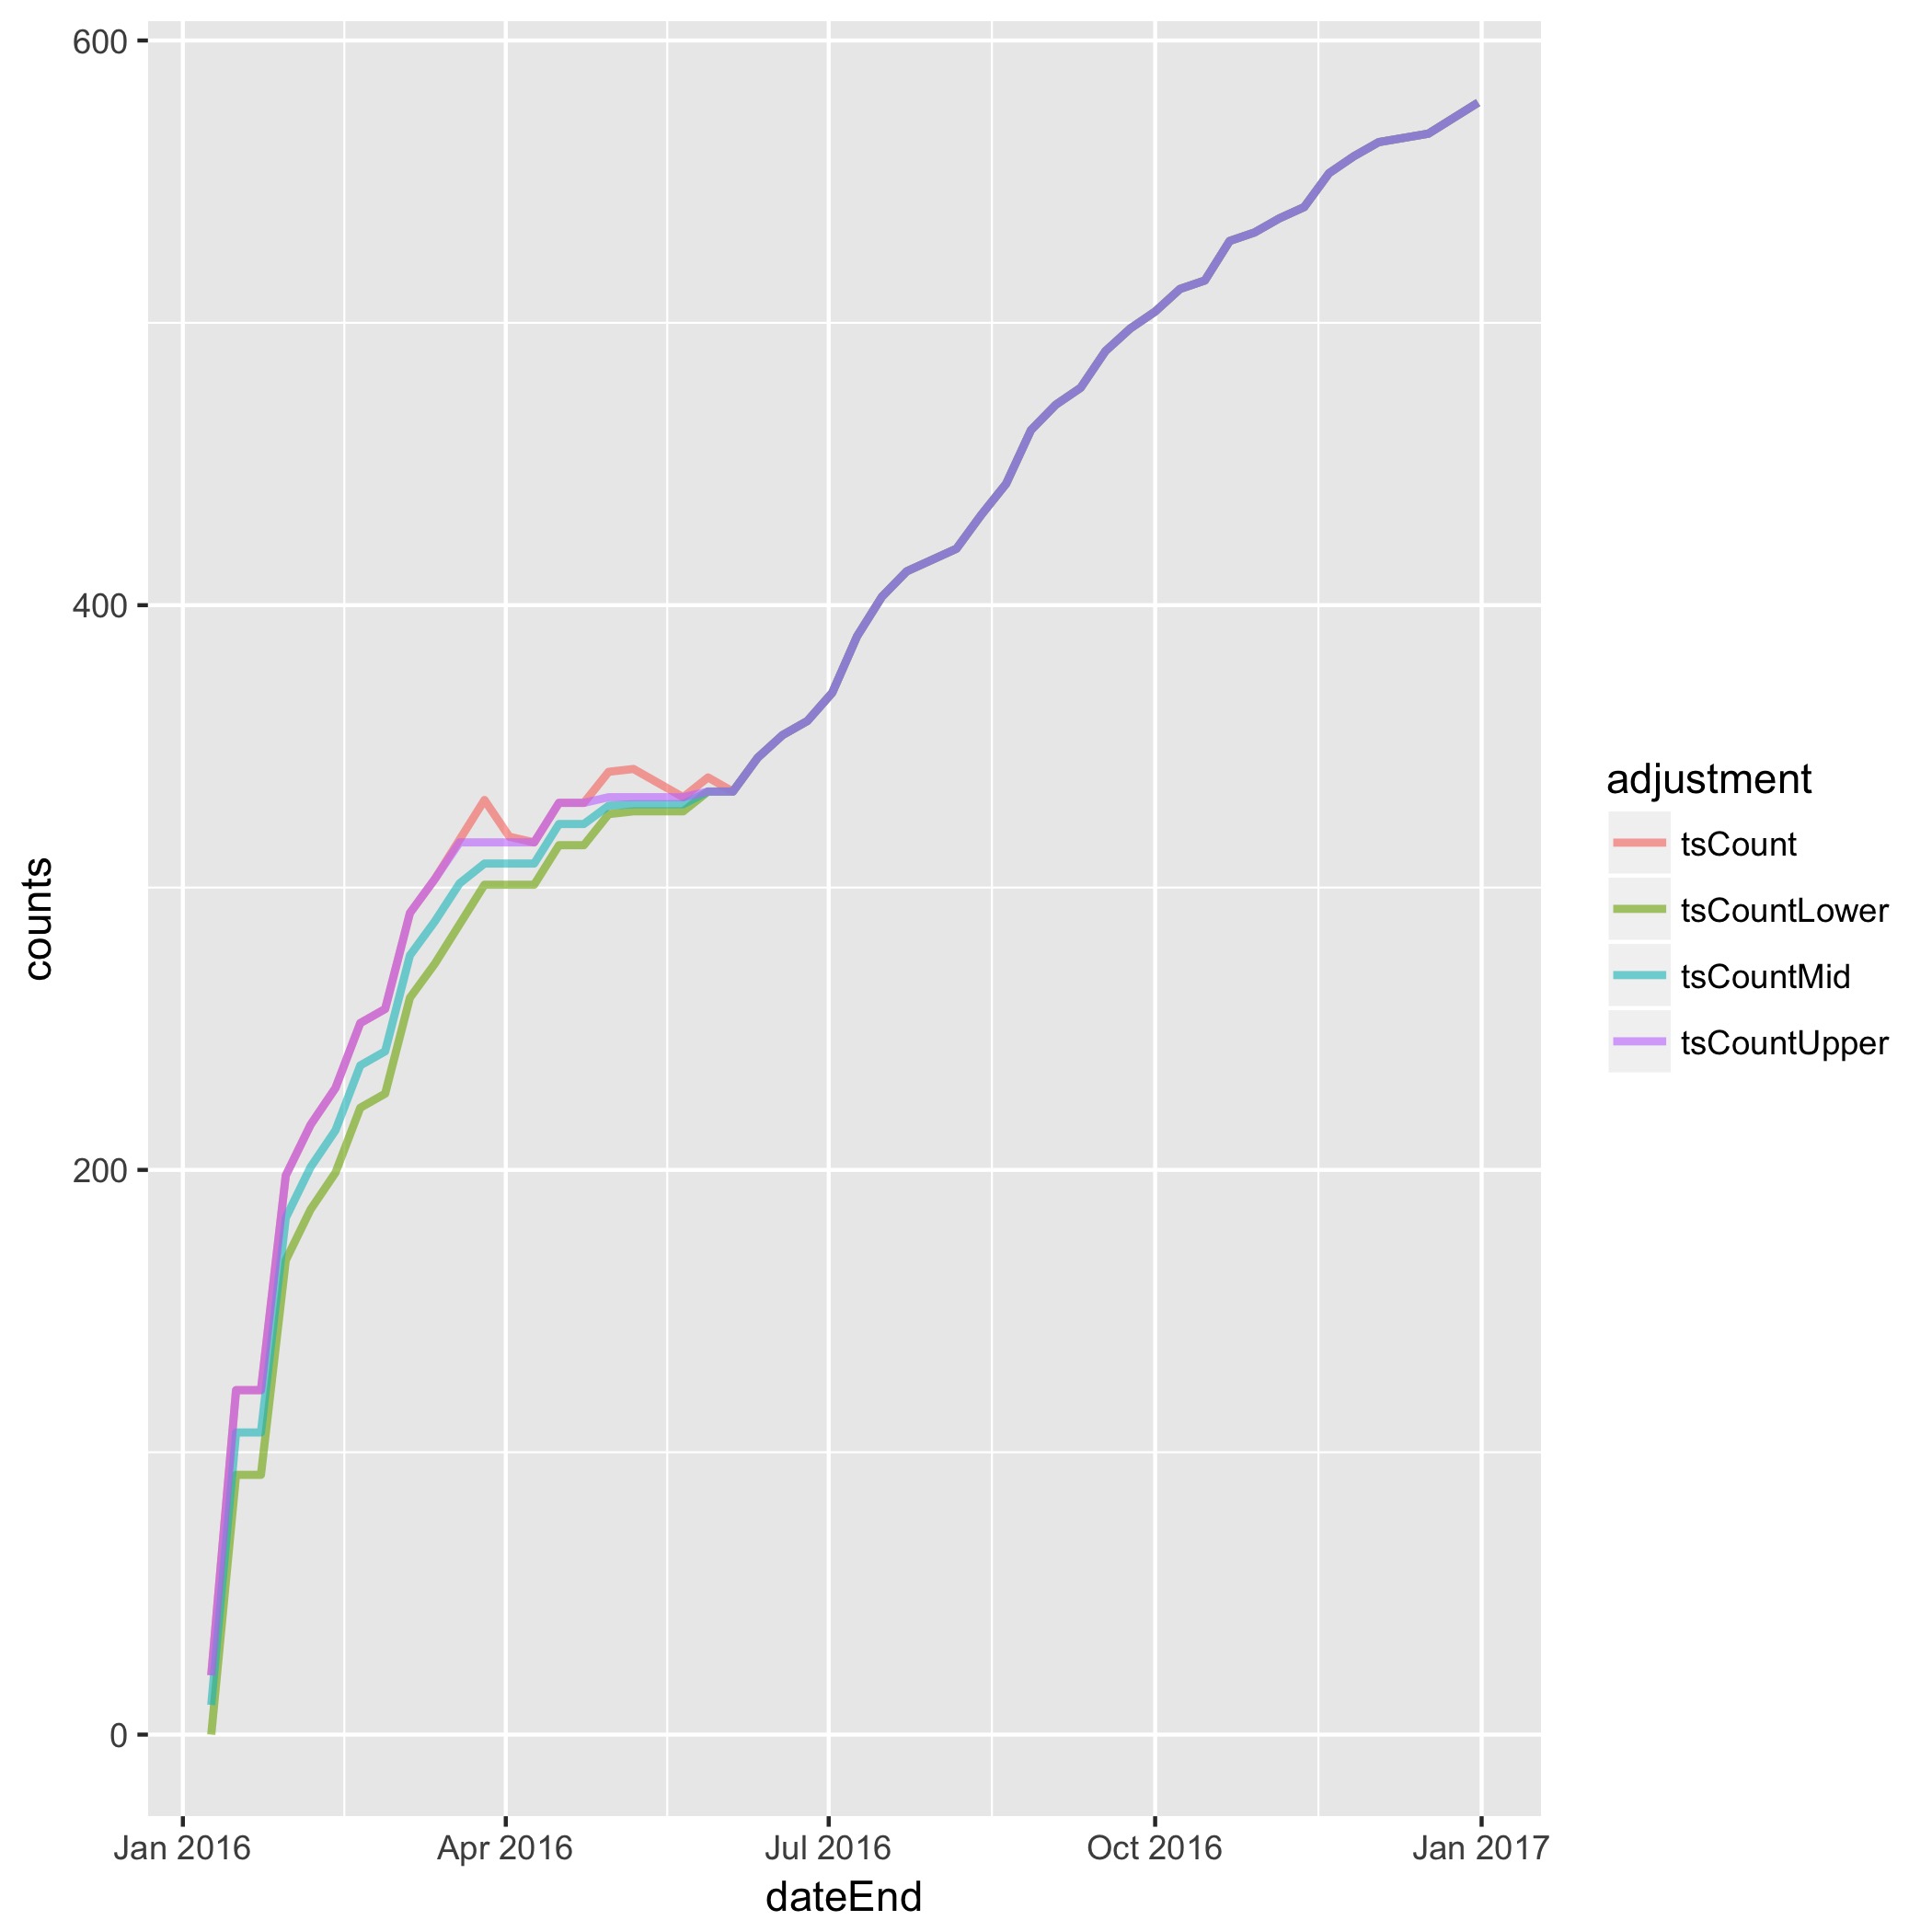 600
400
200
0
counts
Jan 2016
Apr 2016
Jul 2016
Oct 2016
Jan 2017
dateEnd
adjustment
tsCount
tsCountLower
tsCountMid
tsCountUpper